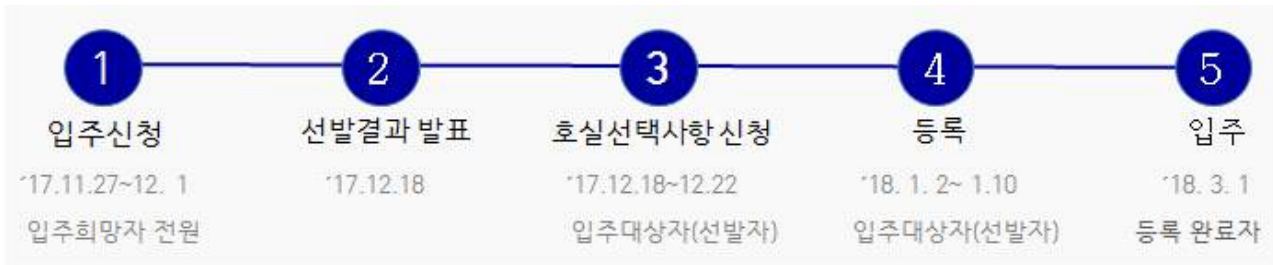 1 2 3 4 5
입주신청 선발결과 발표 호실선택사항 신청 등록 입주
'17.11.27~12. 1 '17.12.18 '17.12.18~12.22 '18. 1. 2~ 1.10 '18. 3. 1
입주희망자 전원 입주대상자(선발자) 입주대상자(선발자) 등록 완료자